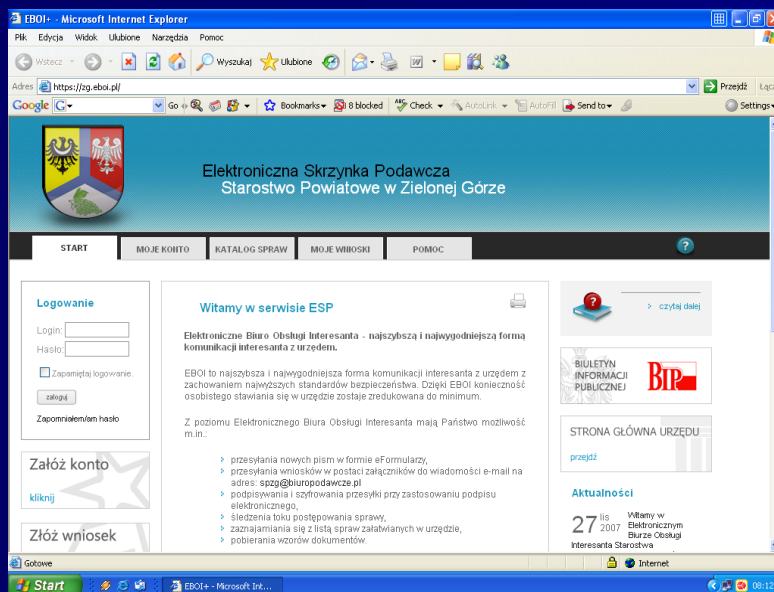 EBOI+ - Microsoft Internet Explorer
Plik Edycja Widok Ulubione Narzędzia Pomoc
Wstecz Wyszukaj Ulubione
Adres https://zg.eboi.pl/ Przejdź Łącza
Google G Go Bookmarks 8 blocked Check AutoLink AutoFill Send to Settings
Elektroniczna Skrzynka Podawcza
Starostwo Powiatowe w Zielonej Górze
START MOJE KONTO KATALOG SPRAW MOJE WNIOSKI POMOC ?
Logowanie
Login:
Hasło:
Zapamiętaj logowanie.
zaloguj
Zapomniałem/am hasło
Załóż konto
kliknij
Złóż wniosek
Witamy w serwisie ESP
Elektroniczne Biuro Obsługi Interesanta - najszybszą i najwygodniejszą formą
komunikacji interesanta z urzędem.
EBOI to najszybsza i najwygodniejsza forma komunikacji interesanta z urzędem z
zachowaniem najwyższych standardów bezpieczeństwa. Dzięki EBOI konieczność
osobistego stawiania się w urzędzie zostaje zredukowana do minimum.
Z poziomu Elektronicznego Biura Obsługi Interesanta mają Państwo możliwość
m.in.:
przesyłania nowych pism w formie eFormularzy,
przesyłania wniosków w postaci załączników do wiadomości e-mail na
adres: spzg@biuropodawcze.pl
podpisywania i szyfrowania przesyłki przy zastosowaniu podpisu
elektronicznego,
śledzenia toku postępowania sprawy,
zaznajamiania się z listą spraw załatwianych w urzędzie,
pobierania wzorów dokumentów.
? czytaj dalej
BIULETYN
INFORMACJI
PUBLICZNEJ
BIP
STRONA GŁÓWNA URZĘDU
przejdź
Aktualności
27 lis 2007
Witamy w
Elektronicznym
Biurze Obsługi
Interesanta Starostwa
Gotowe Internet
Start EBOI+ - Microsoft Int... 08:12